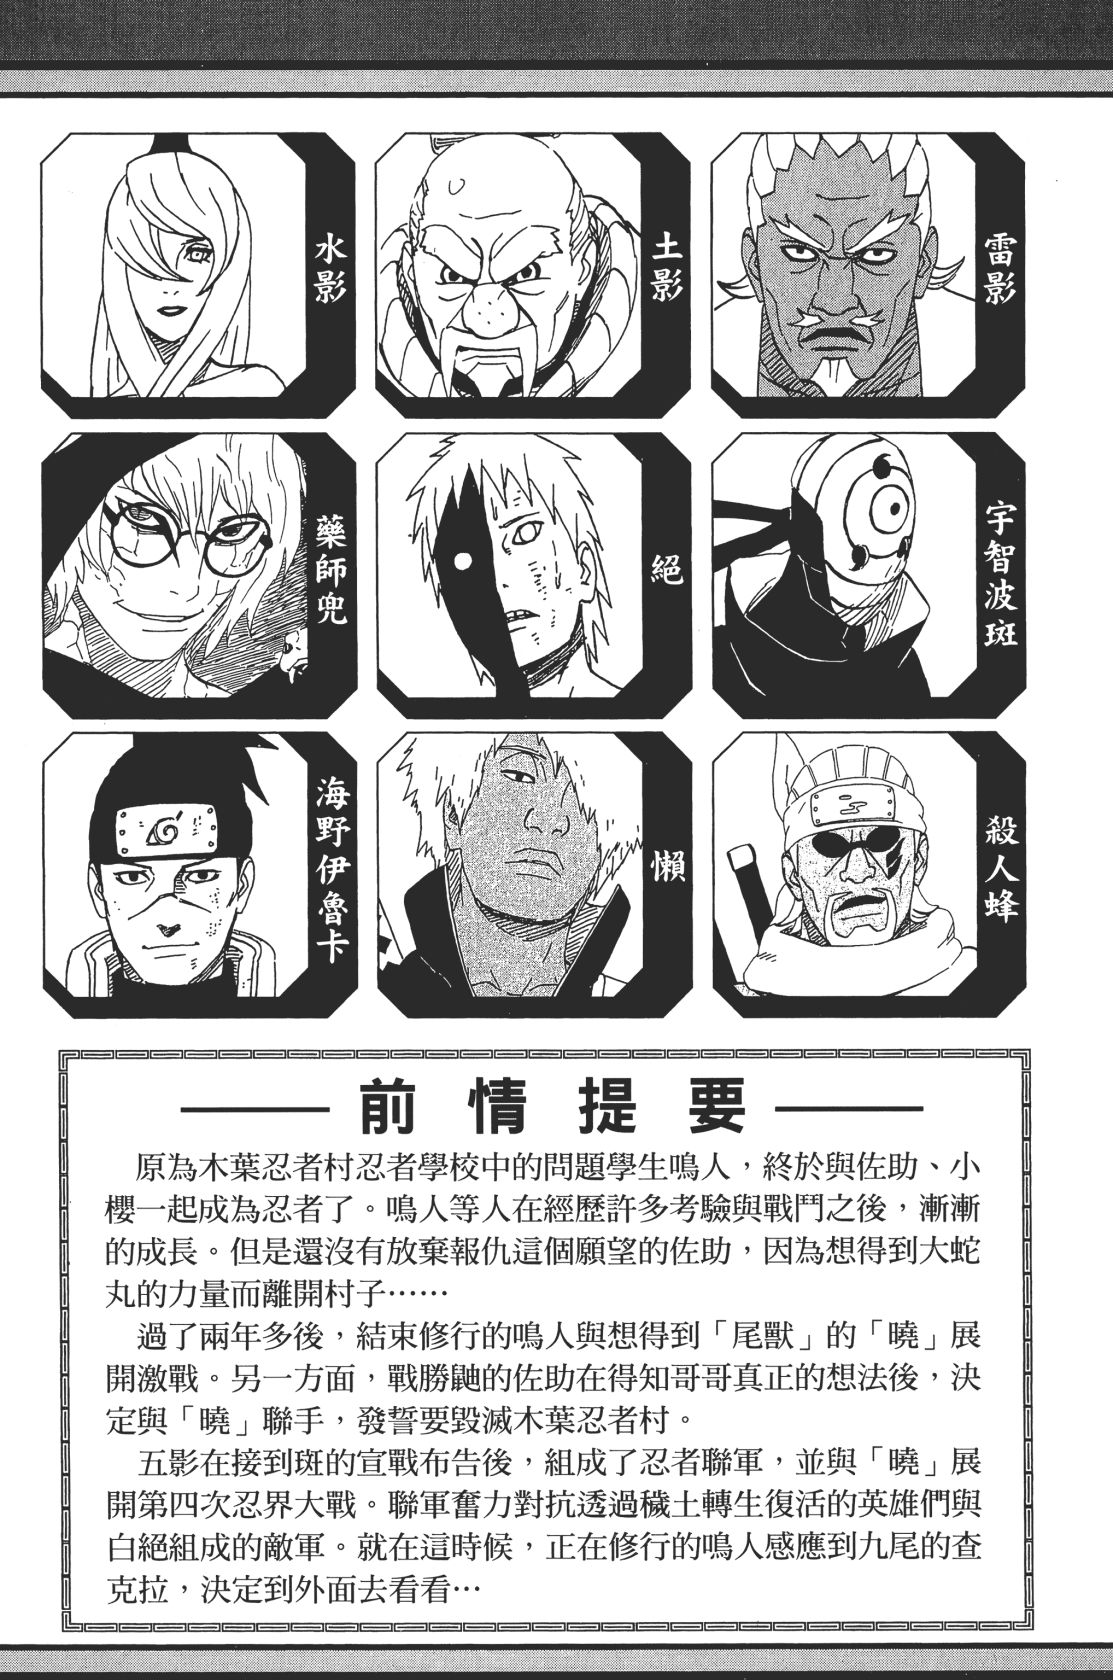 雷影
土影
水影
宇智波斑
絕
藥師兜
殺人蜂
懶
海野伊魯卡
前情提要
原為木葉忍者村忍者學校中的問題學生鳴人，終於與佐助、小
櫻一起成為忍者了。鳴人等人在經歷許多考驗與戰鬥之後，漸漸
的成長。但是還沒有放棄報仇這個願望的佐助，因為想得到大蛇
丸的力量而離開村子……
過了兩年多後，結束修行的鳴人與想得到「尾獸」的「曉」展
開激戰。另一方面，戰勝鼬的佐助在得知哥哥真正的想法後，決
定與「曉」聯手，發誓要毀滅木葉忍者村。
五影在接到斑的宣戰布告後，組成了忍者聯軍，並與「曉」展
開第四次忍界大戰。聯軍奮力對抗透過穢土轉生復活的英雄們與
白絕組成的敵軍。就在這時候，正在修行的鳴人感應到九尾的查
克拉，決定到外面去看看…